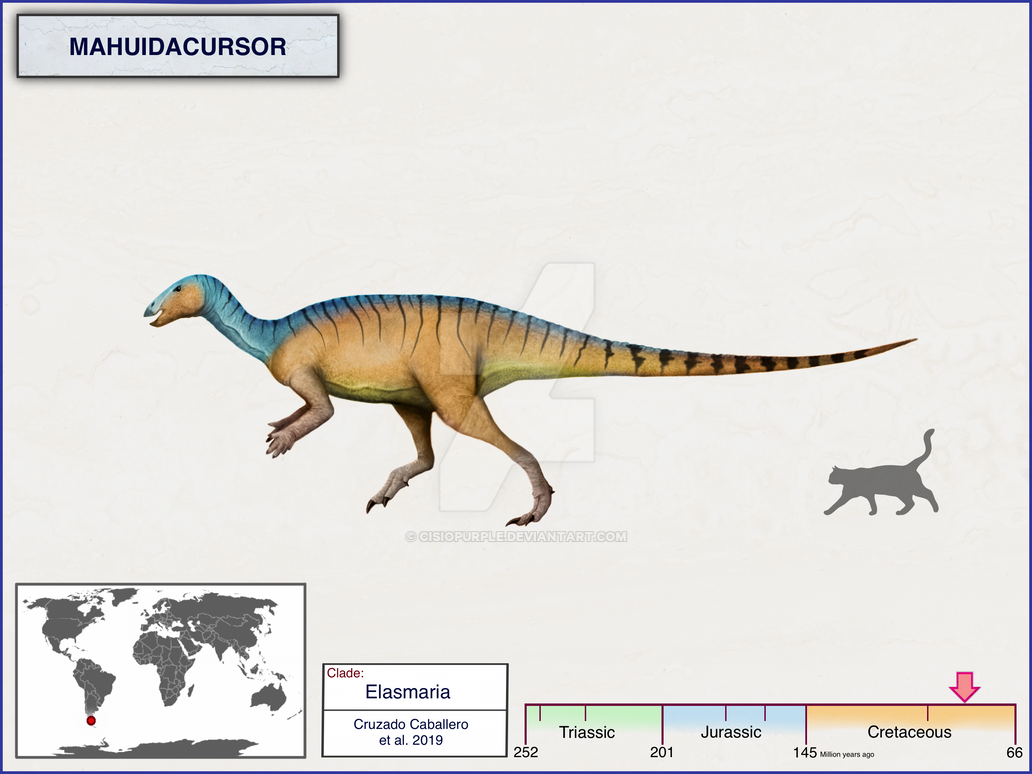 MAHUIDACURSOR
© CISIOPURPLE.DEVIANTART.COM
Clade:
Elasmaria
Cruzado Caballero
et al. 2019
Triassic
Jurassic
Cretaceous
252
201
145 Million years ago
66